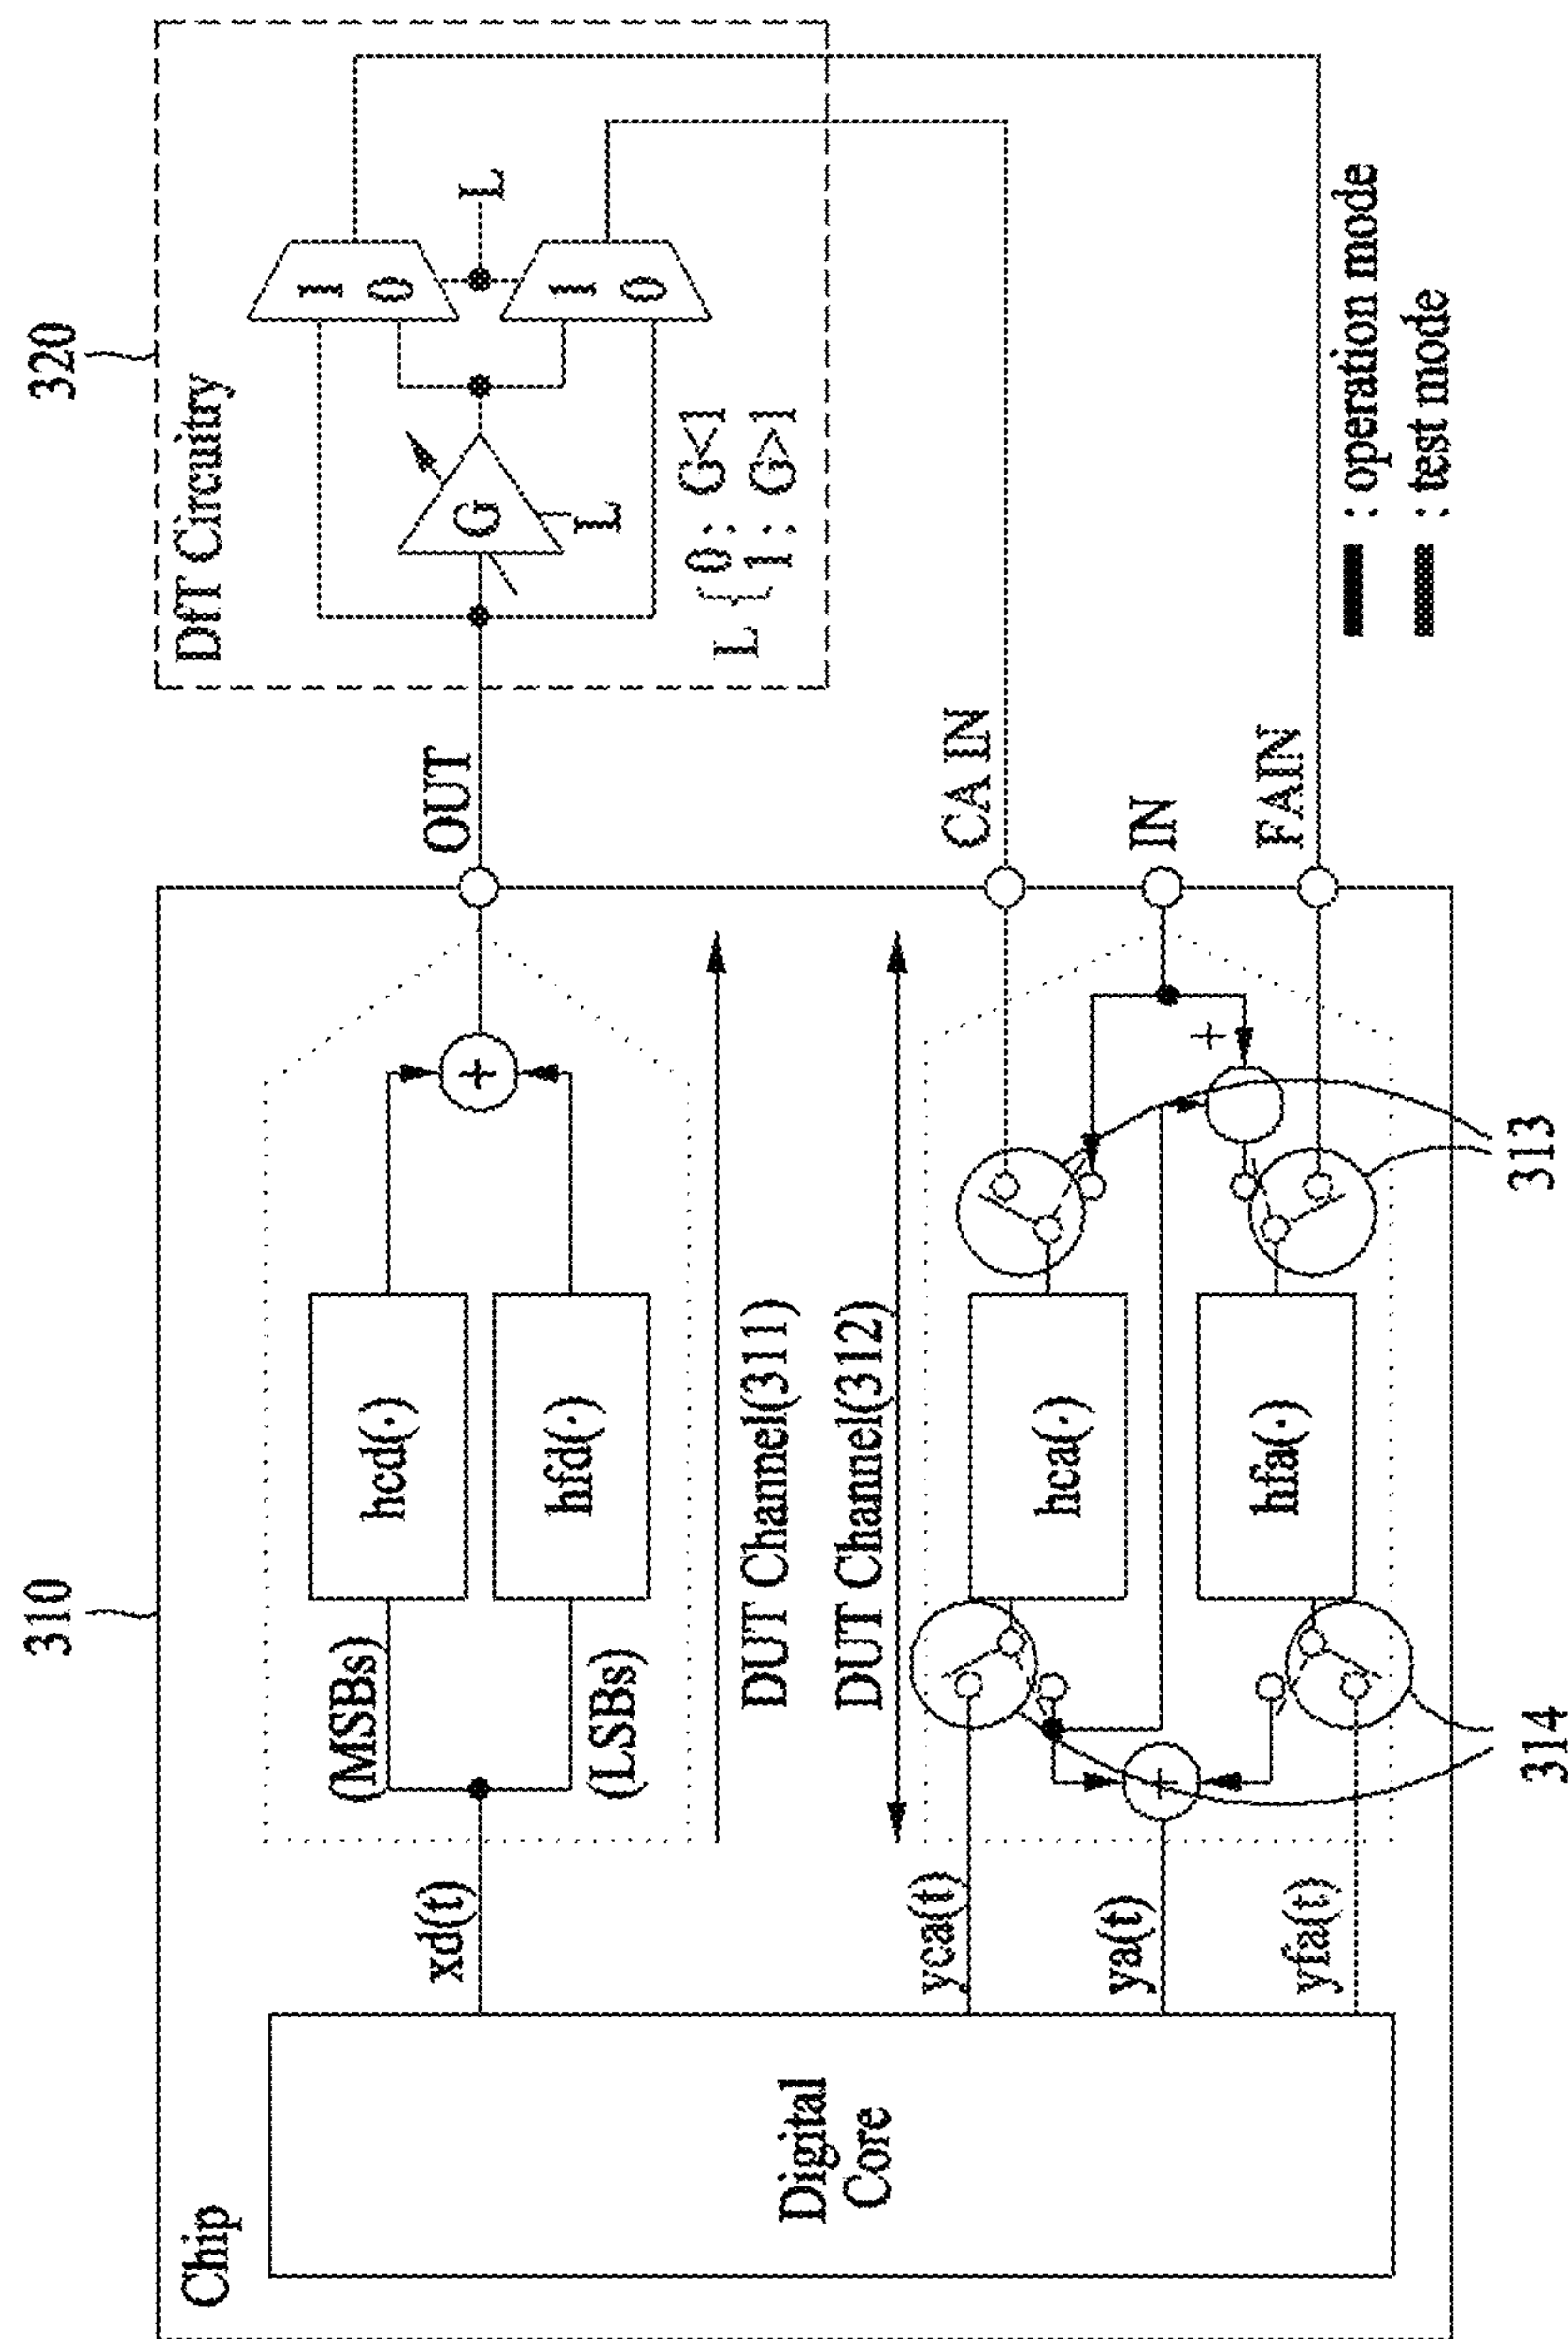 310
320
Chip
DfT Circuitry
(MSBs)
hcd(·)
xd(t)
+
OUT
G
L
1
0
L
1
0
(LSBs)
hfd(·)
L
0: G<1
1: G>1
DUT Channel(311)
DUT Channel(312)
Digital
Core
yca(t)
hca(·)
CA IN
ya(t)
+
+
IN
yfa(t)
hfa(·)
FAIN
: operation mode
: test mode
314
313